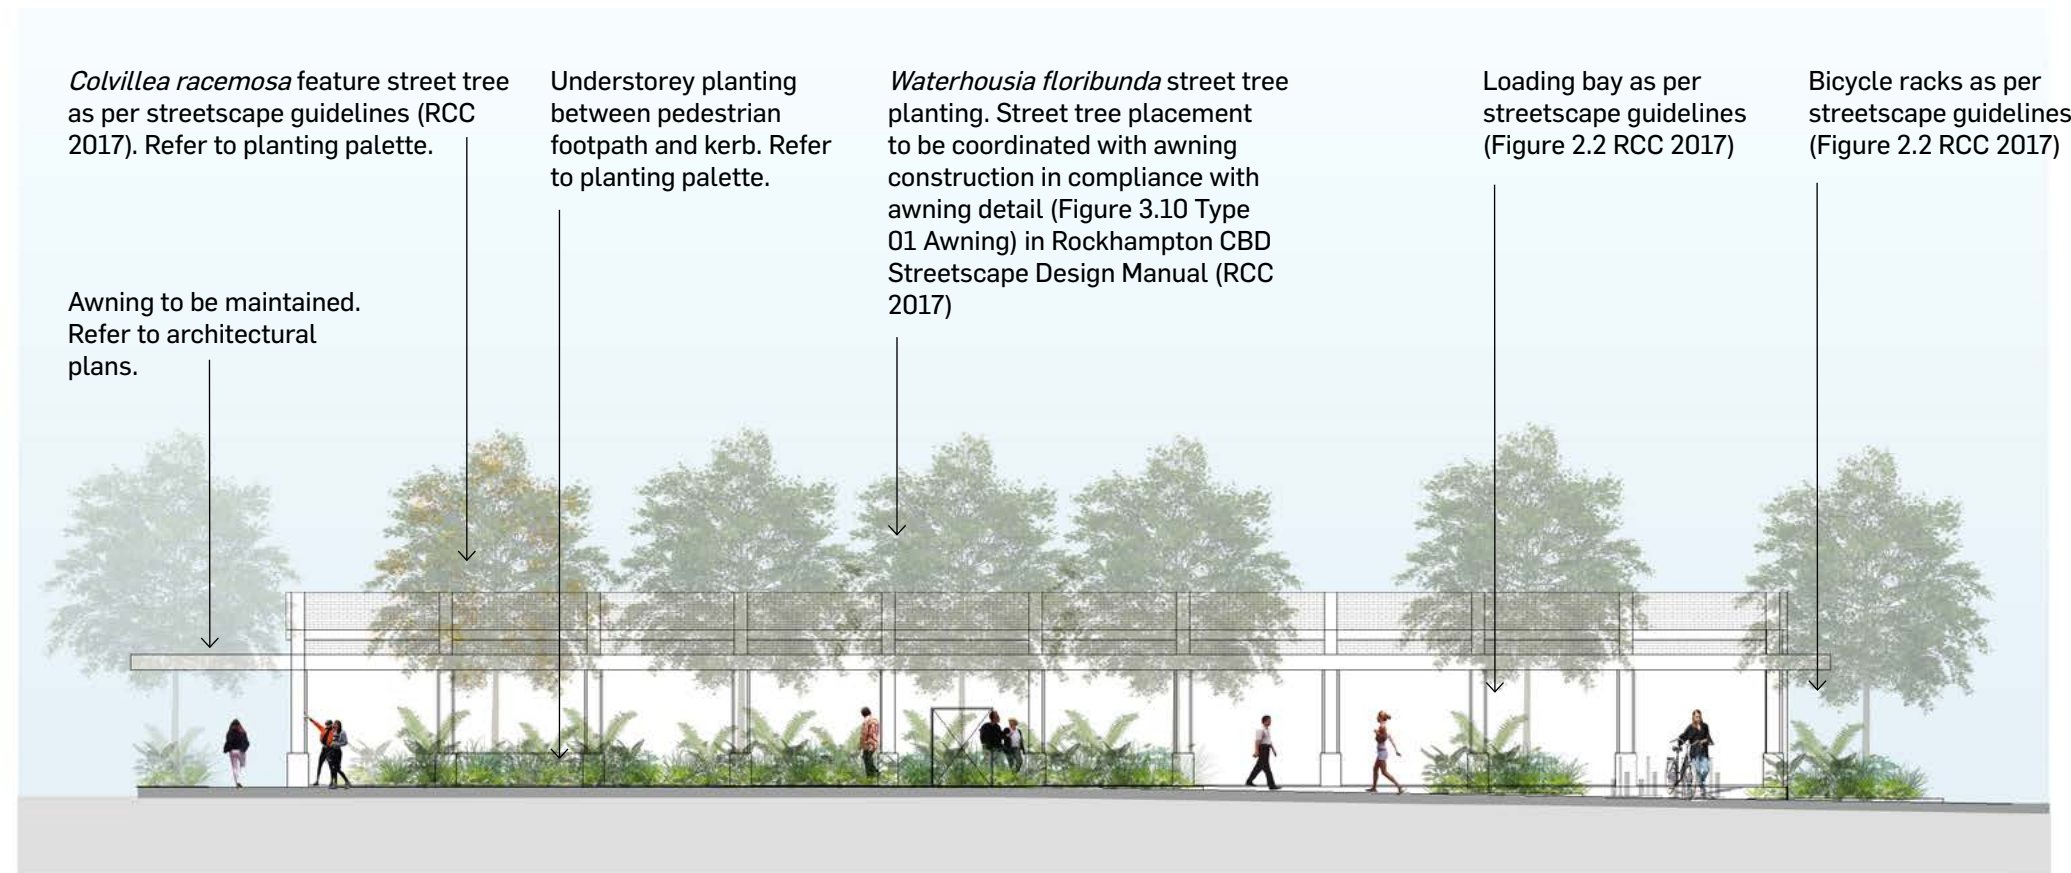 Colvillea racemosa feature street tree
as per streetscape guidelines (RCC
2017). Refer to planting palette.
Understorey planting
between pedestrian
footpath and kerb. Refer
to planting palette.
Waterhousia floribunda street tree
planting. Street tree placement
to be coordinated with awning
construction in compliance with
awning detail (Figure 3.10 Type
01 Awning) in Rockhampton CBD
Streetscape Design Manual (RCC
2017)
Loading bay as per
streetscape guidelines
(Figure 2.2 RCC 2017)
Bicycle racks as per
streetscape guidelines
(Figure 2.2 RCC 2017)
Awning to be maintained.
Refer to architectural
plans.